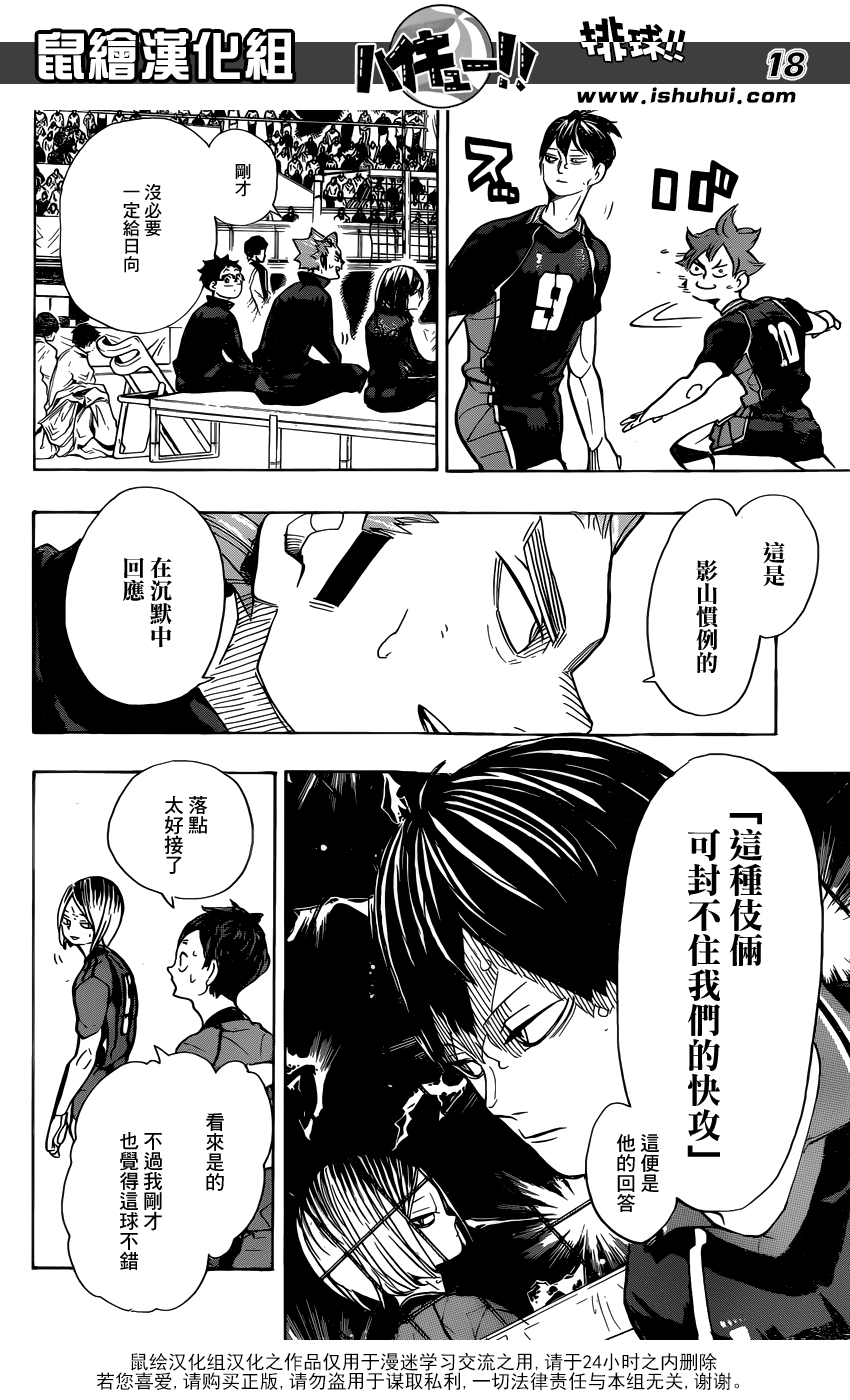 鼠繪漢化组
ハイキュー!!
排球!!
18
www.ishuhui.com
ズ
ロロ
9
10
剛才
沒必要
一定給日向
這是
影山慣例的
在沉默中
回應
「這種伎倆
可封不住我們的快攻」
這便是
他的回答
落點
太好接了
看來是的
不過我剛才
也覺得這球不錯
鼠绘汉化组汉化之作品仅用于漫迷学习交流之用,请于24小时之内删除
若您喜爱,请购买正版,请勿盗用于谋取私利,一切法律责任与本组无关,谢谢。